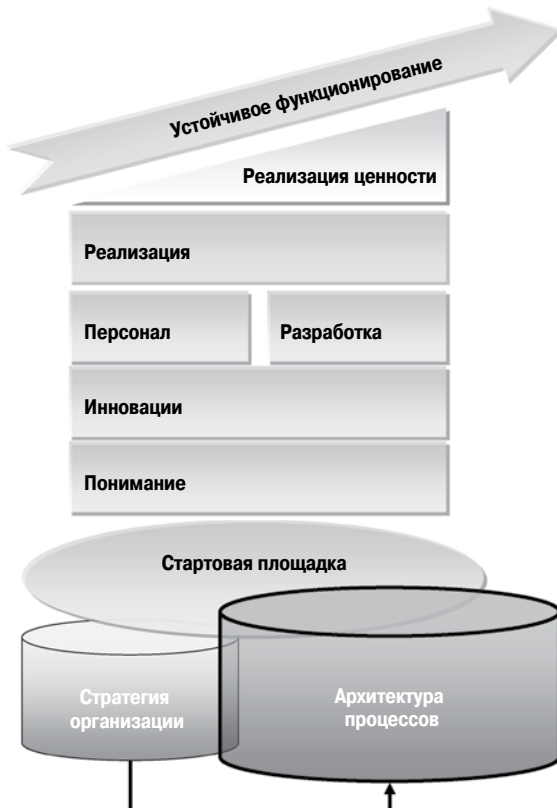 Устойчивое функционирование
Реализация ценности
Реализация
Персонал
Разработка
Инновации
Понимание
Стартовая площадка
Стратегия
организации
Архитектура
процессов